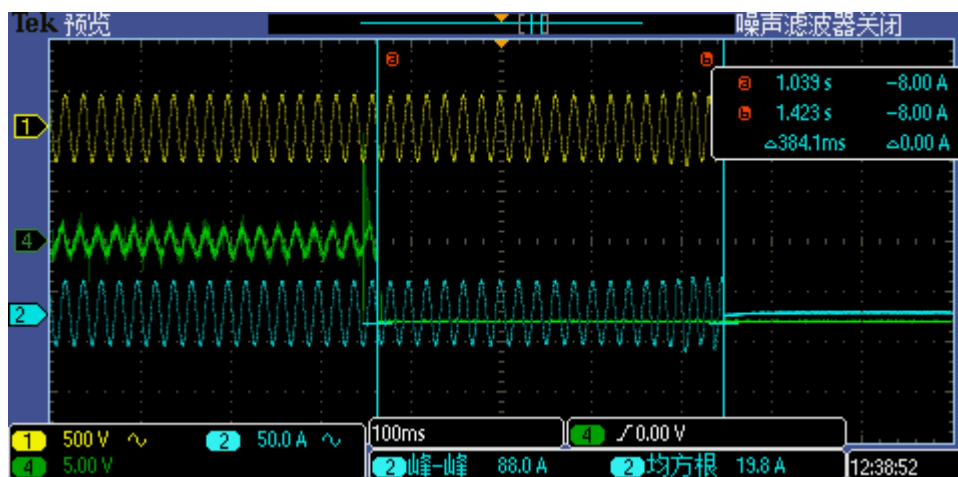 Tek 预览 噪声滤波器关闭
a b
a 1.039 s -8.00 A
b 1.423 s -8.00 A
△384.1ms △0.00 A
1
4
2
1 500 V 2 50.0 A 100ms 4 0.00 V
4 5.00 V 2 峰-峰 88.0 A 2 均方根 19.8 A 12:38:52